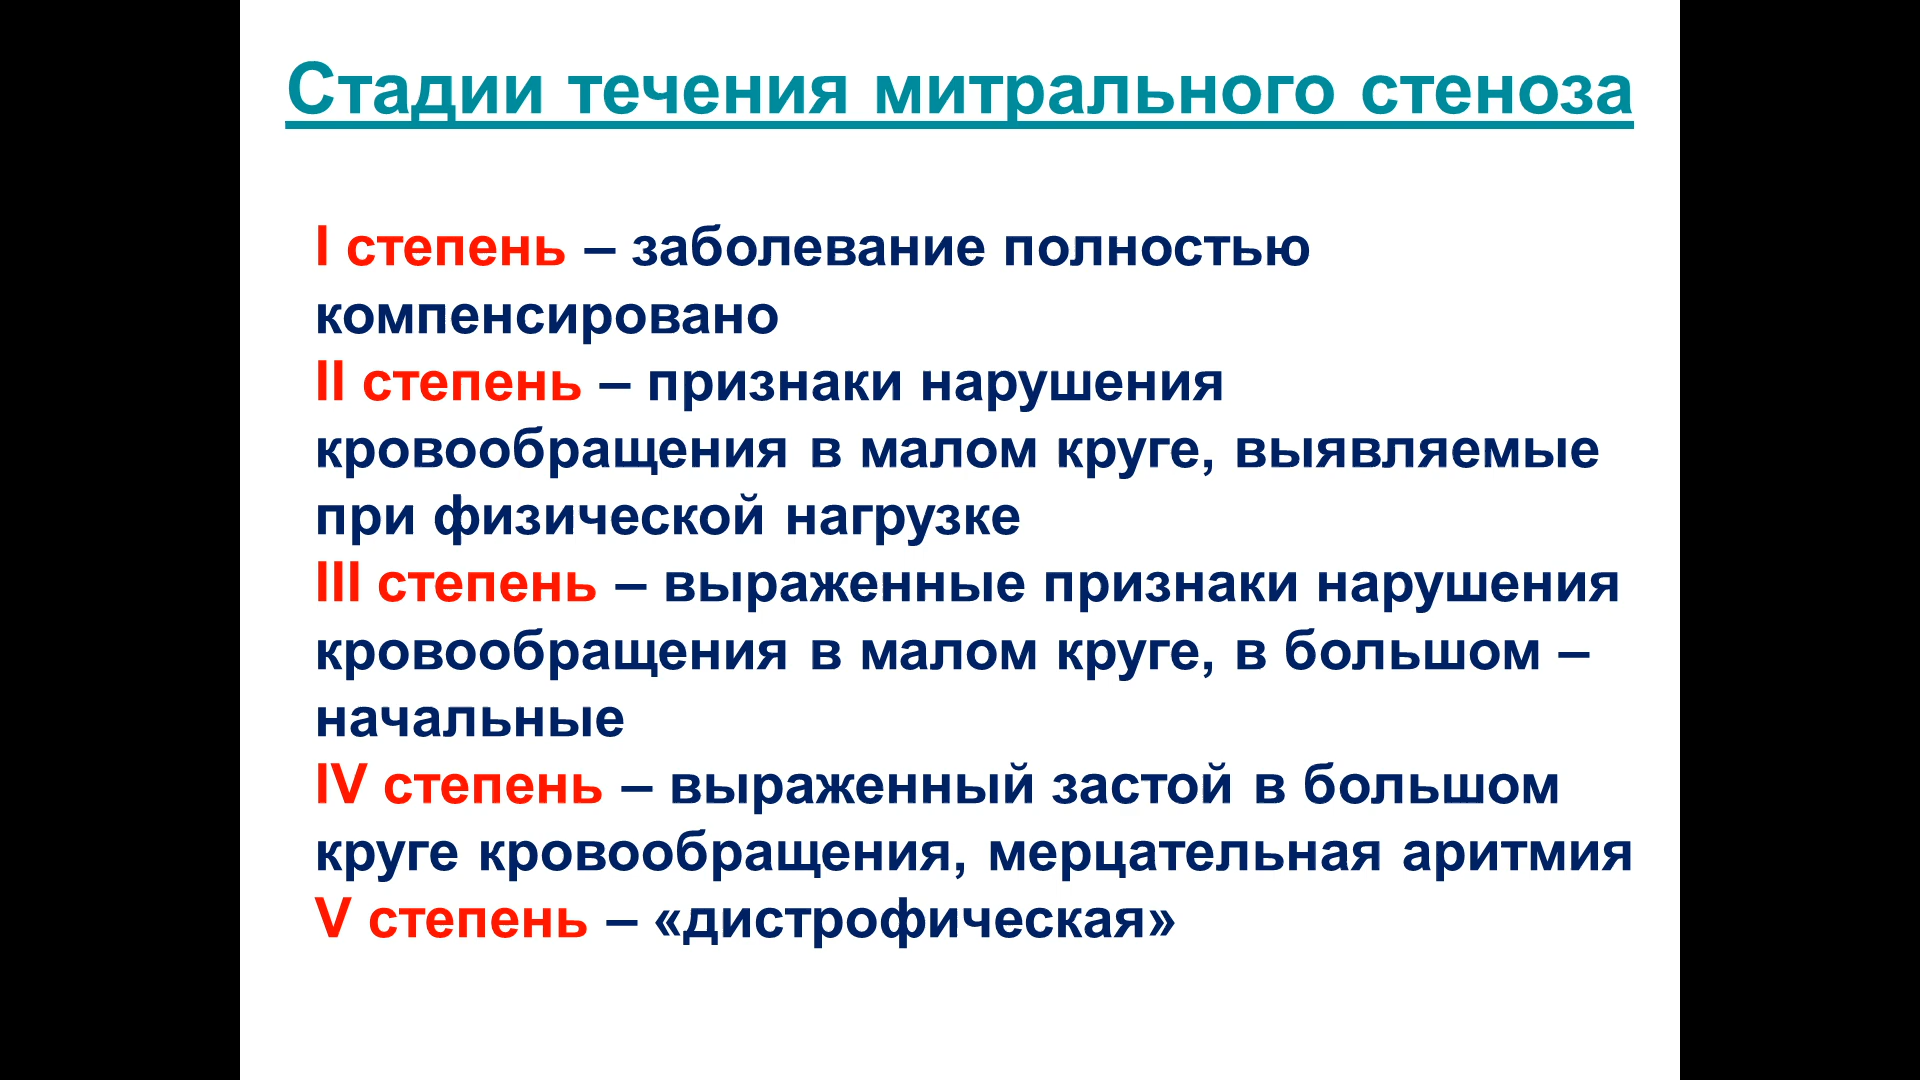 Стадии течения митрального стеноза
I степень – заболевание полностью
компенсировано
II степень – признаки нарушения
кровообращения в малом круге, выявляемые
при физической нагрузке
III степень – выраженные признаки нарушения
кровообращения в малом круге, в большом –
начальные
IV степень – выраженный застой в большом
круге кровообращения, мерцательная аритмия
V степень – «дистрофическая»